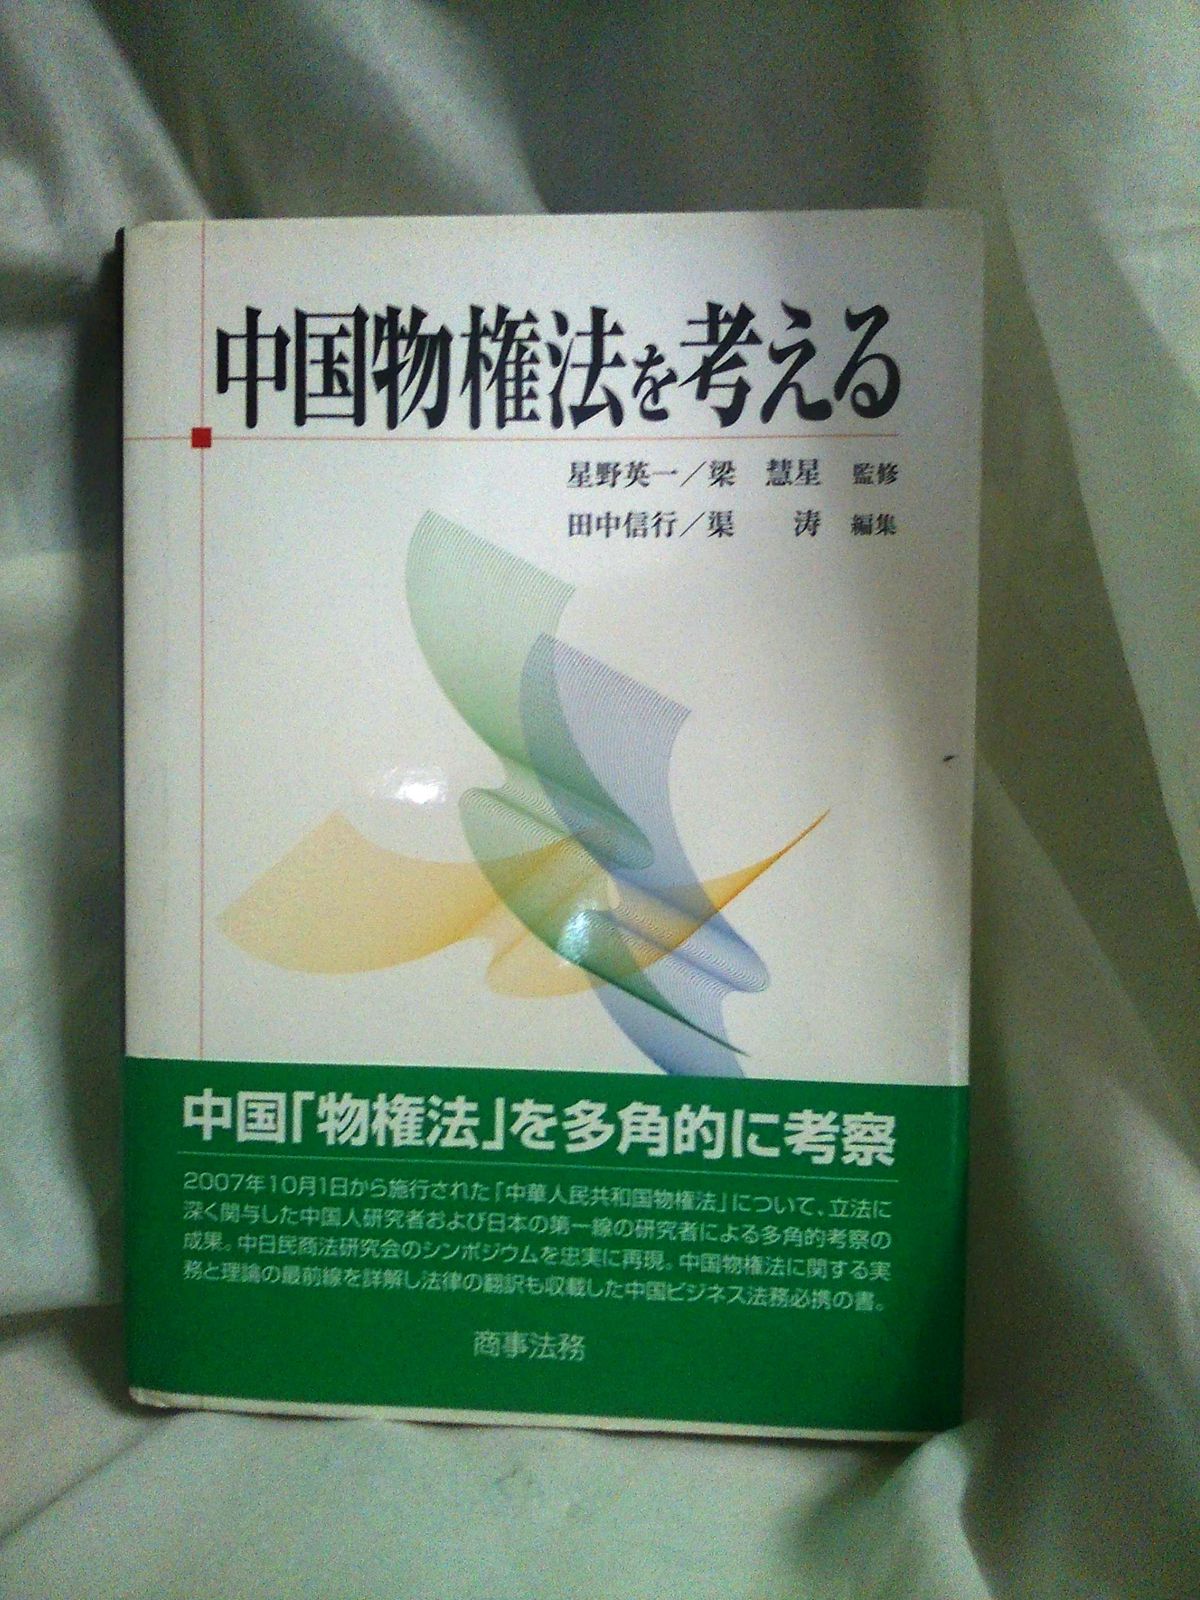 中国物権法を考える
星野英一／梁　慧星　監修
田中信行／渠　　涛　編集
中国「物権法」を多角的に考察
2007年10月1日から施行された「中華人民共和国物権法」について、立法に
深く関与した中国人研究者および日本の第一線の研究者による多角的考察の
成果。中日民商法研究会のシンポジウムを忠実に再現。中国物権法に関する実
務と理論の最前線を詳解し法律の翻訳も収載した中国ビジネス法務必携の書。
商事法務